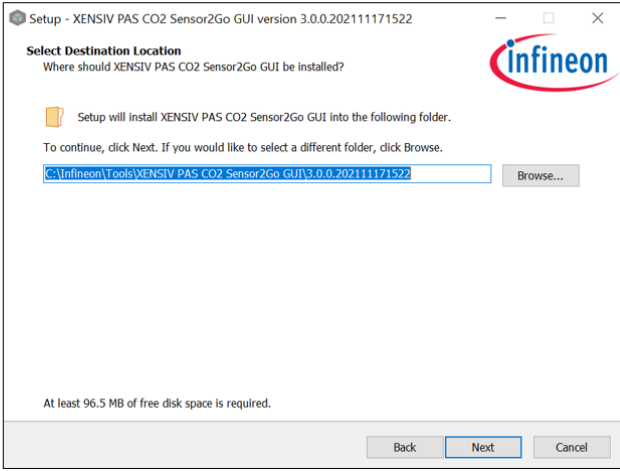 Setup - XENSIV PAS CO2 Sensor2Go GUI version 3.0.0.202111171522
Select Destination Location
Where should XENSIV PAS CO2 Sensor2Go GUI be installed?
infineon
Setup will install XENSIV PAS CO2 Sensor2Go GUI into the following folder.
To continue, click Next. If you would like to select a different folder, click Browse.
C:\Infineon\Tools\XENSIV PAS CO2 Sensor2Go GUI\3.0.0.202111171522
Browse...
At least 96.5 MB of free disk space is required.
Back
Next
Cancel